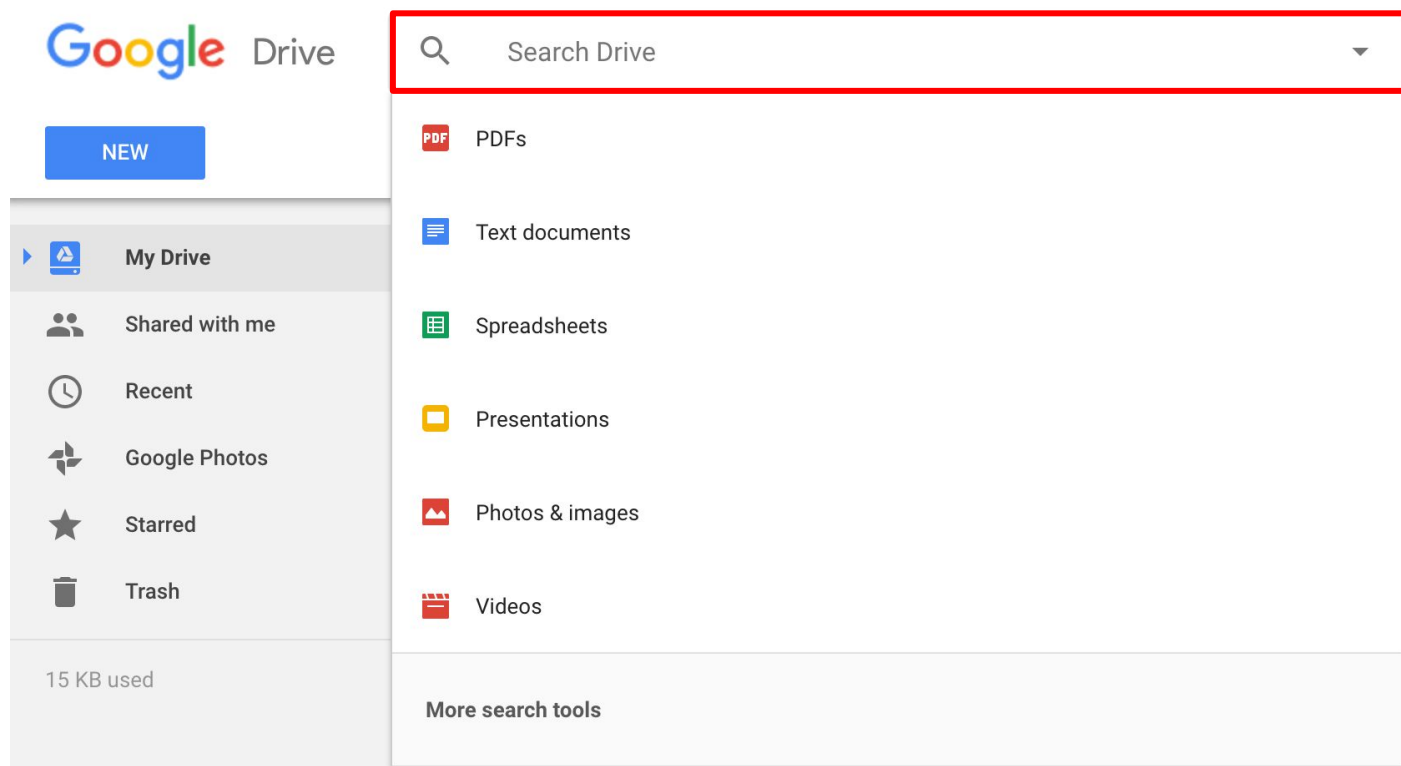 Google Drive
Search Drive
NEW
PDF PDFs
Text documents
Spreadsheets
Presentations
Photos & images
Videos
More search tools
My Drive
Shared with me
Recent
Google Photos
Starred
Trash
15 KB used